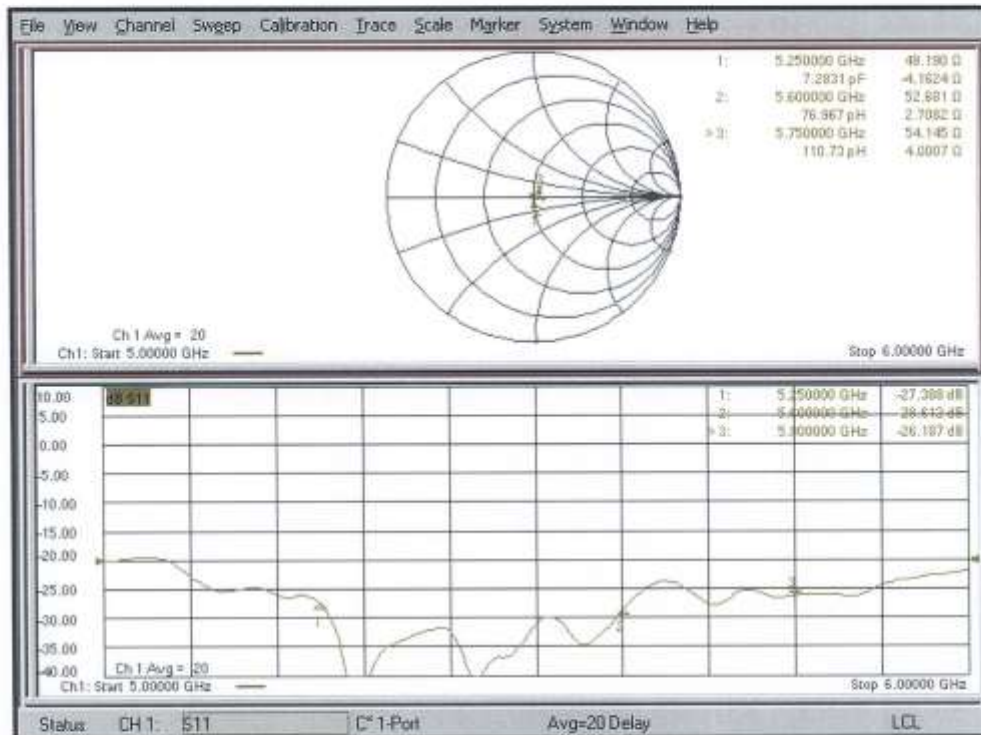 File View Channel Sweep Calibration Trace Scale Marker System Window Help
1: 5.250000 GHz 49.190 Ω
7.2831 pF -4.1624 Ω
2: 5.600000 GHz 52.681 Ω
76.967 pH 2.7082 Ω
> 3: 5.750000 GHz 54.145 Ω
110.73 pH 4.0007 Ω
Ch 1 Avg = 20
Ch1: Start 5.00000 GHz
Stop 6.00000 GHz
10.00
5.00
0.00
-5.00
-10.00
-15.00
-20.00
-25.00
-30.00
-35.00
-40.00
dB S11
1: 5.250000 GHz -27.388 dB
2: 5.600000 GHz -28.613 dB
> 3: 5.800000 GHz -26.187 dB
Ch 1 Avg = 20
Ch1: Start 5.00000 GHz
Stop 6.00000 GHz
Status CH 1: S11 C* 1-Port Avg=20 Delay LCL